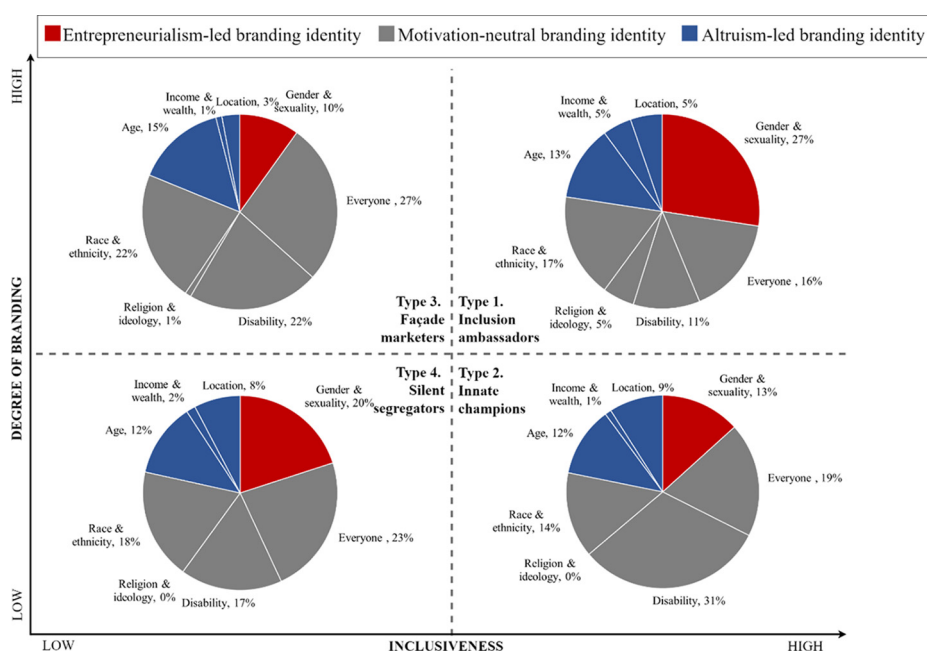 Entrepreneurialism-led branding identity
Motivation-neutral branding identity
Altruism-led branding identity
HIGH
DEGREE OF BRANDING
LOW
Income &
wealth, 1%
Location, 3%
Gender &
sexuality, 10%
Age, 15%
Everyone , 27%
Race &
ethnicity, 22%
Religion &
ideology, 1%
Disability, 22%
Type 3.
Façade
marketers
Income &
wealth, 5%
Location, 5%
Gender &
sexuality, 27%
Age, 13%
Race &
ethnicity, 17%
Everyone , 16%
Religion &
ideology, 5%
Disability, 11%
Type 1.
Inclusion
ambassadors
Income &
wealth, 2%
Location, 8%
Gender &
sexuality, 20%
Age, 12%
Race &
ethnicity, 18%
Everyone , 23%
Religion &
ideology, 0%
Disability, 17%
Type 4.
Silent
segregators
Type 2.
Innate
champions
Income &
wealth, 1%
Location, 9%
Gender &
sexuality, 13%
Age, 12%
Everyone , 19%
Race &
ethnicity, 14%
Religion &
ideology, 0%
Disability, 31%
LOW
INCLUSIVENESS
HIGH